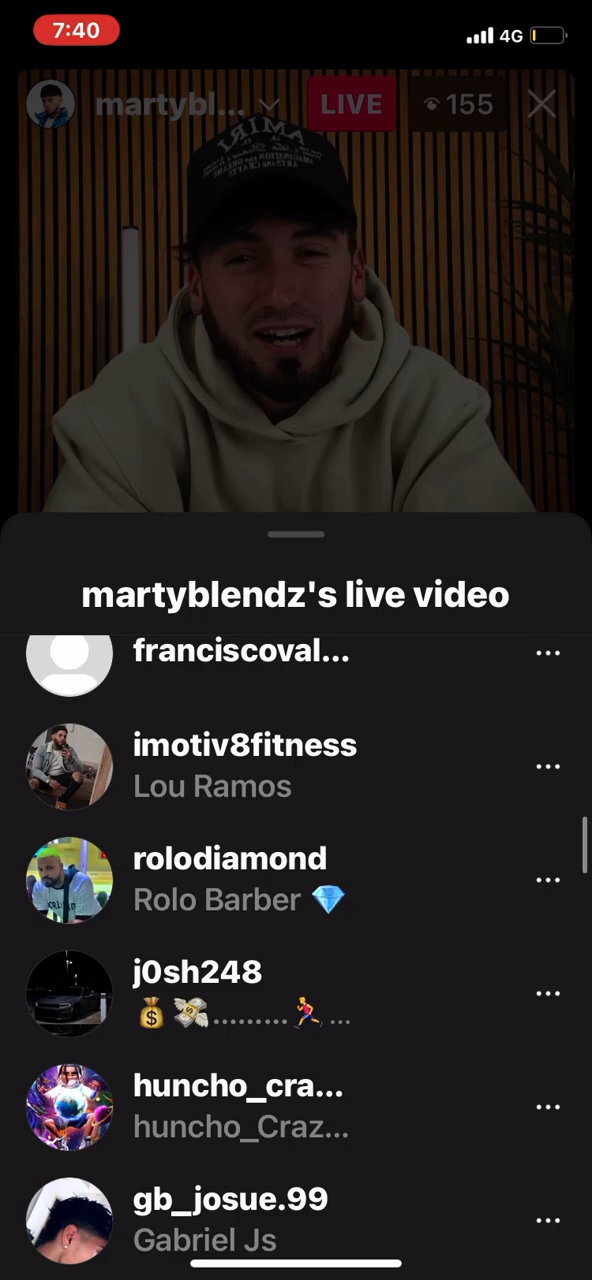 7:40
4G
martybl...
LIVE
155
AMIRI
martyblendz's live video
franciscoval...
imotiv8fitness
Lou Ramos
rolodiamond
Rolo Barber 💎
j0sh248
💰 💸......... 🏃 ...
huncho_cra...
huncho_Craz...
gb_josue.99
Gabriel Js